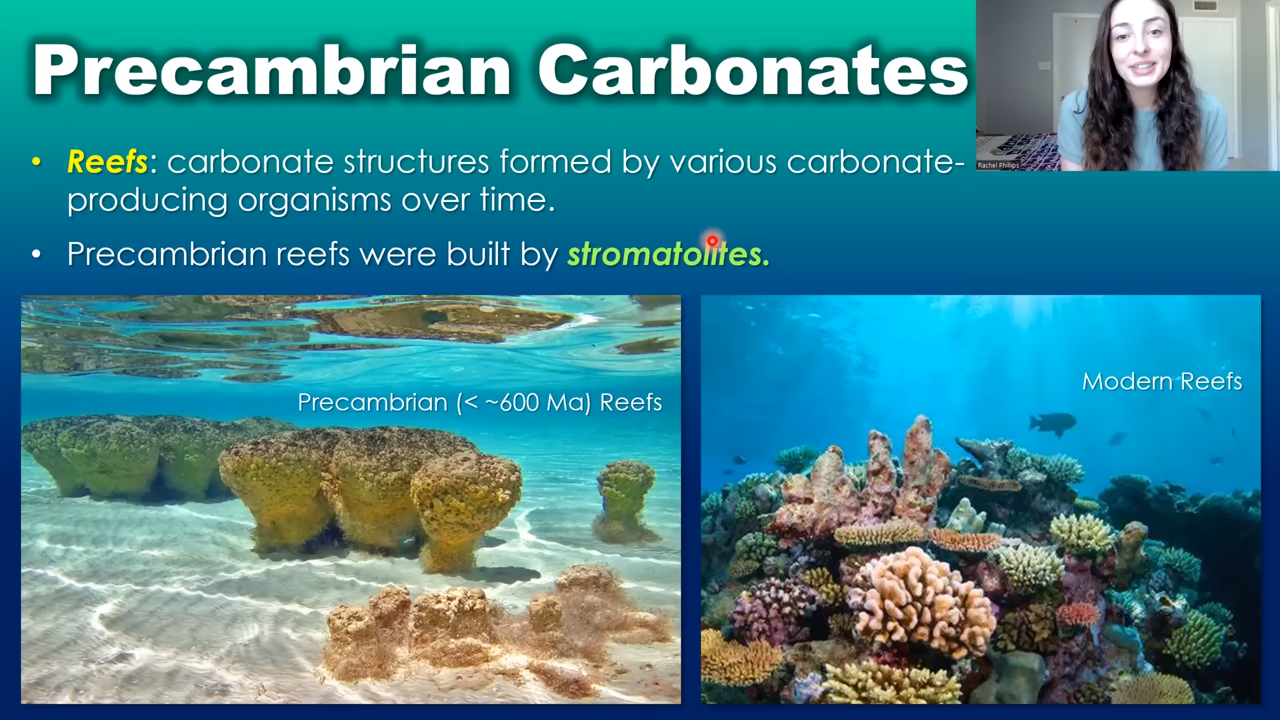 Precambrian Carbonates
• Reefs: carbonate structures formed by various carbonate-
producing organisms over time.
• Precambrian reefs were built by stromatolites.
Precambrian (< ~600 Ma) Reefs
Modern Reefs
Rachel Phillips